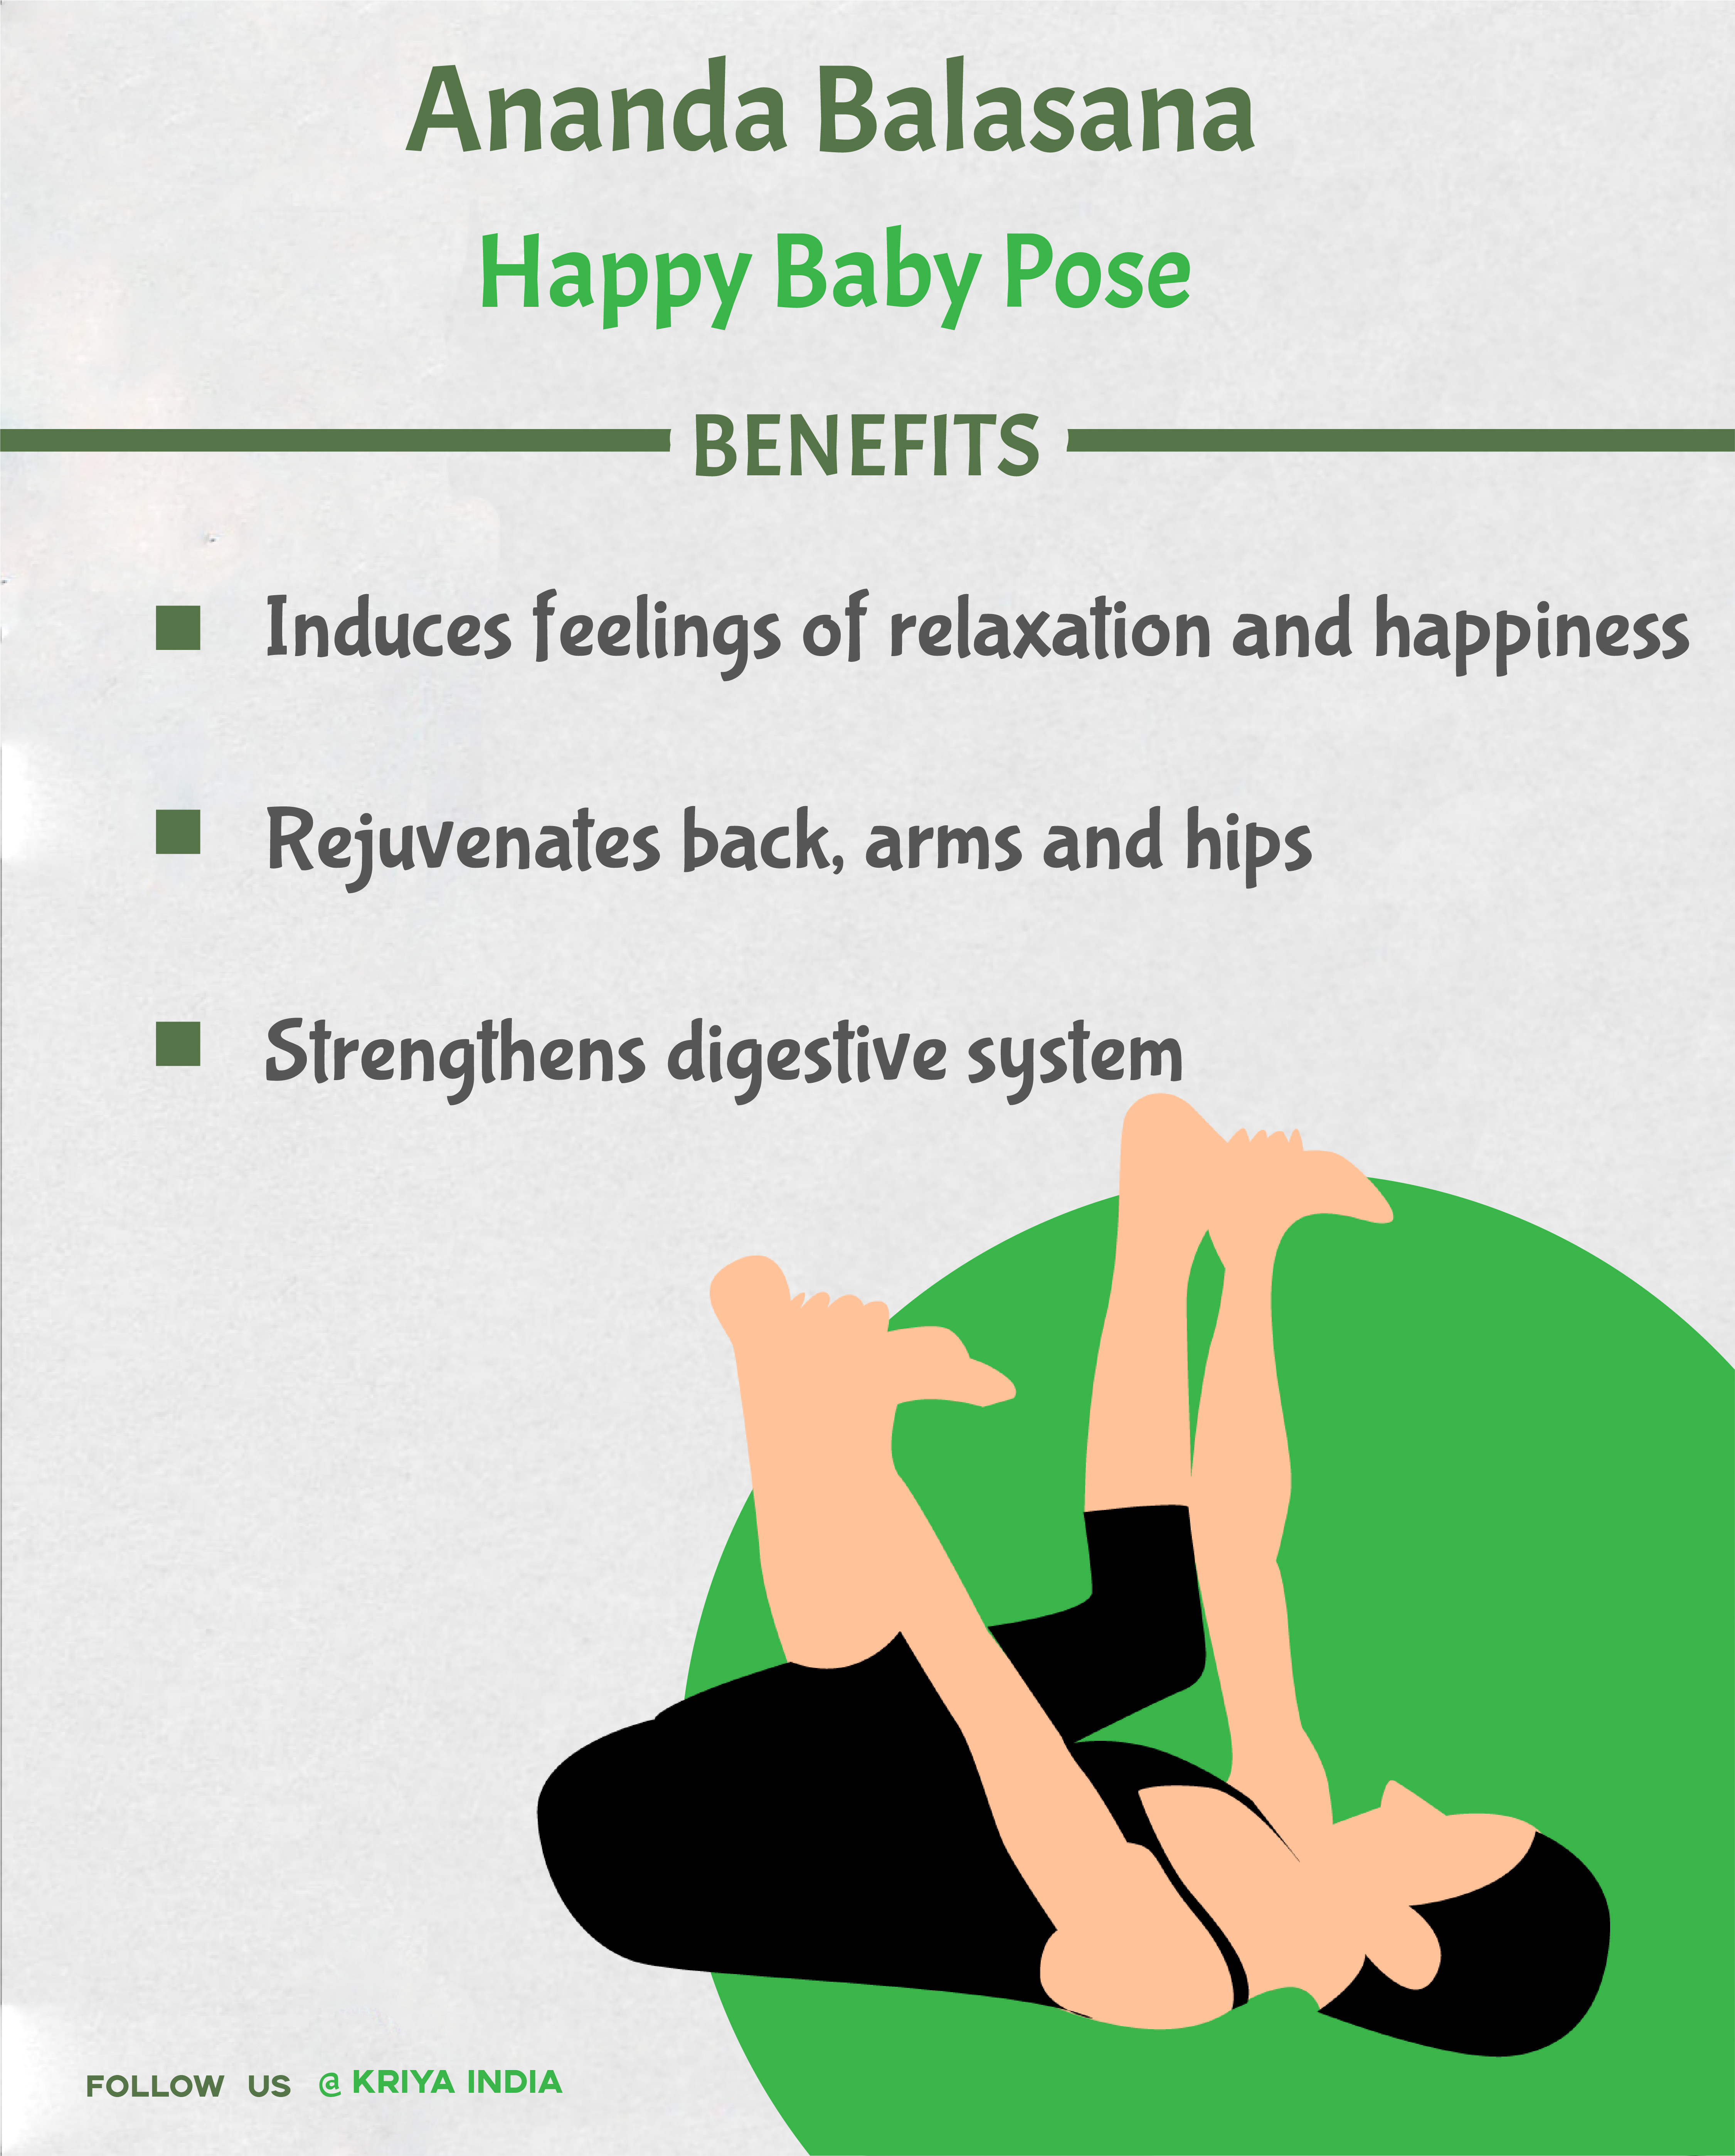 Ananda Balasana
Happy Baby Pose
BENEFITS
Induces feelings of relaxation and happiness
Rejuvenates back, arms and hips
Strengthens digestive system
FOLLOW US @ KRIYA INDIA